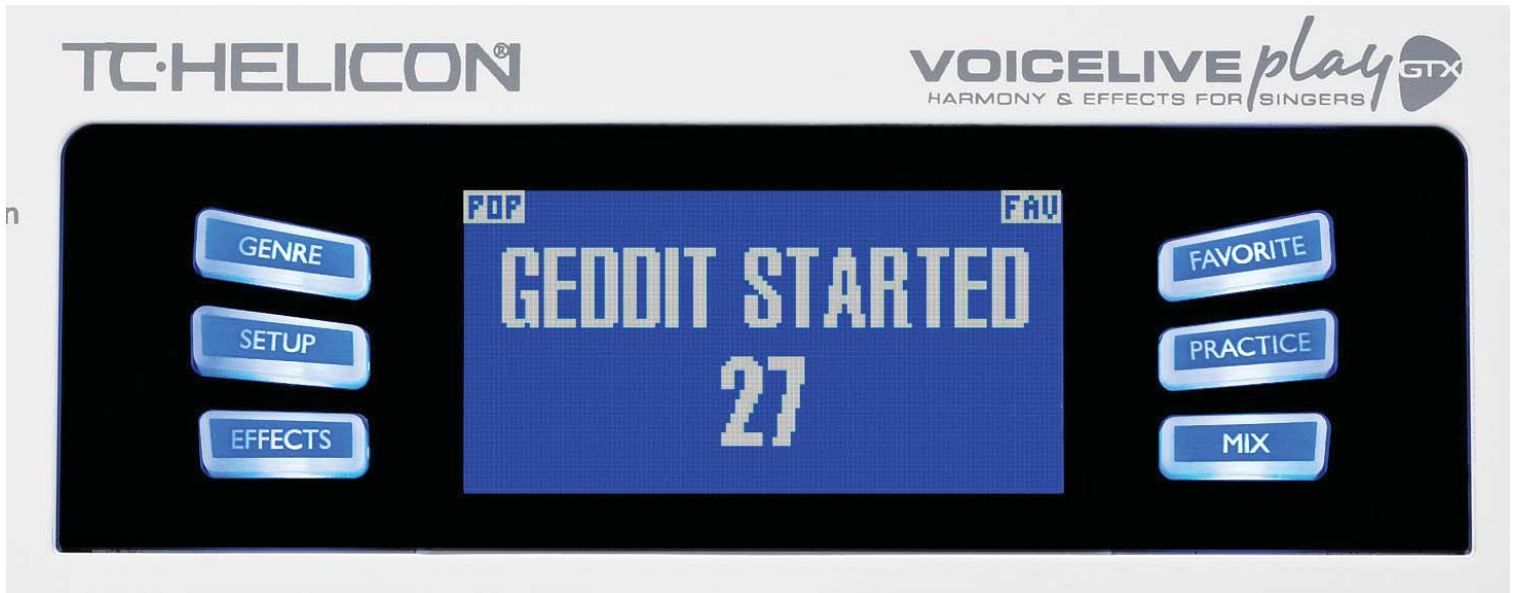 TC·HELICON®
VOICELIVE play GTX
HARMONY & EFFECTS FOR SINGERS
n
GENRE
SETUP
EFFECTS
POP
FAV
GEDDIT STARTED
27
FAVORITE
PRACTICE
MIX